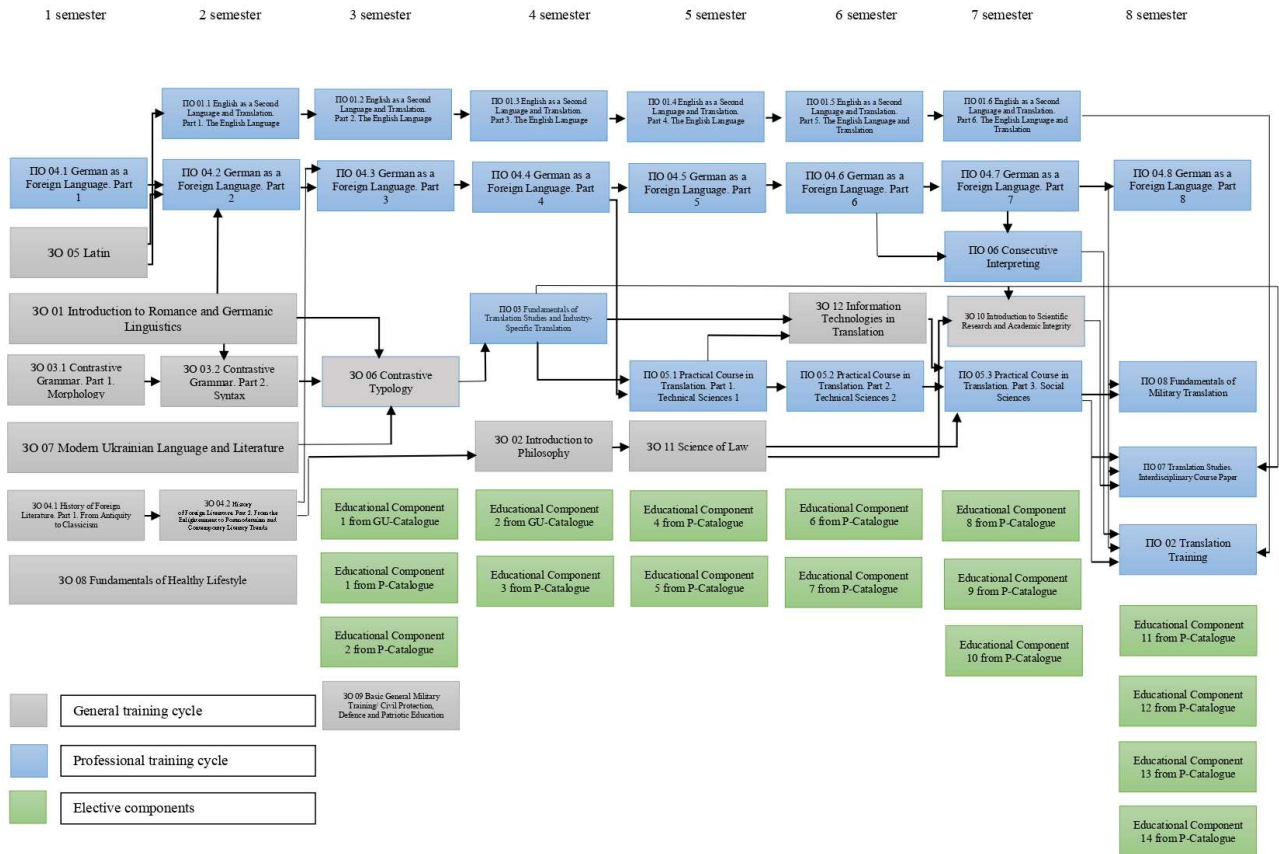 1 semester
2 semester
3 semester
4 semester
5 semester
6 semester
7 semester
8 semester
ПО 01.1 English as a Second
Language and Translation.
Part 1. The English Language
ПО 01.2 English as a Second
Language and Translation.
Part 2. The English Language
ПО 01.3 English as a Second
Language and Translation.
Part 3. The English Language
ПО 01.4 English as a Second
Language and Translation.
Part 4. The English Language
ПО 01.5 English as a Second
Language and Translation.
Part 5. The English Language and
Translation
ПО 01.6 English as a Second
Language and Translation.
Part 6. The English Language and
Translation
ПО 04.1 German as a
Foreign Language. Part
1
ПО 04.2 German as a
Foreign Language. Part
2
ПО 04.3 German as a
Foreign Language. Part
3
ПО 04.4 German as a
Foreign Language. Part
4
ПО 04.5 German as a
Foreign Language. Part
5
ПО 04.6 German as a
Foreign Language. Part
6
ПО 04.7 German as a
Foreign Language. Part
7
ПО 04.8 German as a
Foreign Language. Part
8
ЗО 05 Latin
ПО 06 Consecutive
Interpreting
ЗО 01 Introduction to Romance and Germanic
Linguistics
ПО 03 Fundamentals of
Translation Studies and Industry-
Specific Translation
ЗО 12 Information
Technologies in
Translation
ЗО 10 Introduction to Scientific
Research and Academic Integrity
ЗО 03.1 Contrastive
Grammar. Part 1.
Morphology
ЗО 03.2 Contrastive
Grammar. Part 2.
Syntax
ЗО 06 Contrastive
Typology
ПО 05.1 Practical Course in
Translation. Part 1.
Technical Sciences 1
ПО 05.2 Practical Course in
Translation. Part 2.
Technical Sciences 2
ПО 05.3 Practical Course in
Translation. Part 3. Social
Sciences
ПО 08 Fundamentals of
Military Translation
ЗО 07 Modern Ukrainian Language and Literature
ЗО 02 Introduction to
Philosophy
ЗО 11 Science of Law
ПО 07 Translation Studies.
Interdisciplinary Course Paper
ЗО 04.1 History of Foreign
Literature. Part 1. From Antiquity
to Classicism
ЗО 04.2 History
of Foreign Literature. Part 2. From the
Enlightenment to Postmodernism and
Contemporary Literary Trends
Educational Component
1 from GU-Catalogue
Educational Component
2 from GU-Catalogue
Educational Component
4 from P-Catalogue
Educational Component
6 from P-Catalogue
Educational Component
8 from P-Catalogue
ПО 02 Translation
Training
ЗО 08 Fundamentals of Healthy Lifestyle
Educational Component
1 from P-Catalogue
Educational Component
3 from P-Catalogue
Educational Component
5 from P-Catalogue
Educational Component
7 from P-Catalogue
Educational Component
9 from P-Catalogue
Educational Component
2 from P-Catalogue
Educational Component
10 from P-Catalogue
Educational Component
11 from P-Catalogue
ЗО 09 Basic General Military
Training/ Civil Protection,
Defence and Patriotic Education
Educational Component
12 from P-Catalogue
Educational Component
13 from P-Catalogue
Educational Component
14 from P-Catalogue
General training cycle
Professional training cycle
Elective components